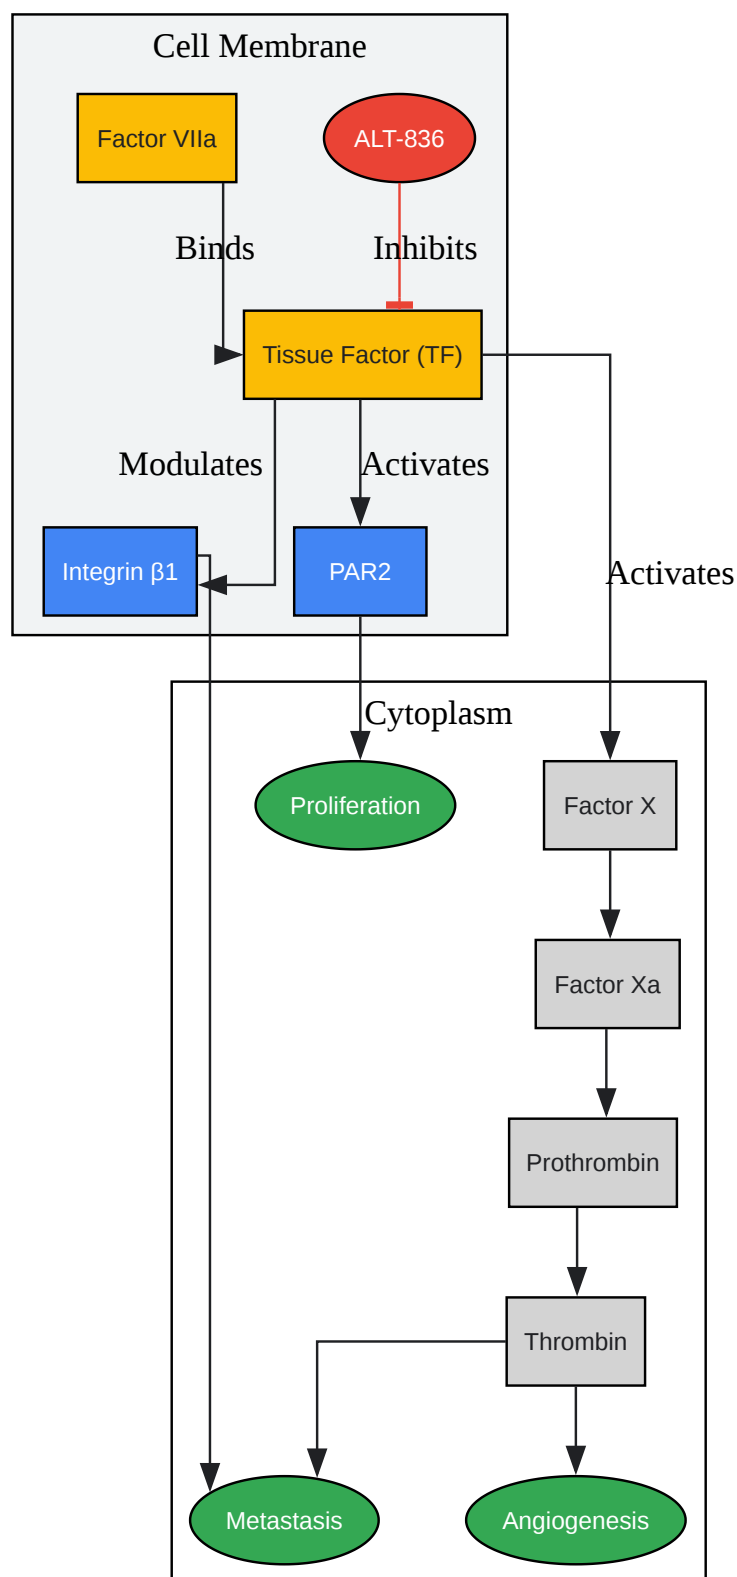 Cell Membrane
Factor VIIa
ALT-836
Binds
Inhibits
Tissue Factor (TF)
Modulates
Activates
Integrin β1
PAR2
Activates
Cytoplasm
Proliferation
Factor X
Factor Xa
Prothrombin
Thrombin
Metastasis
Angiogenesis